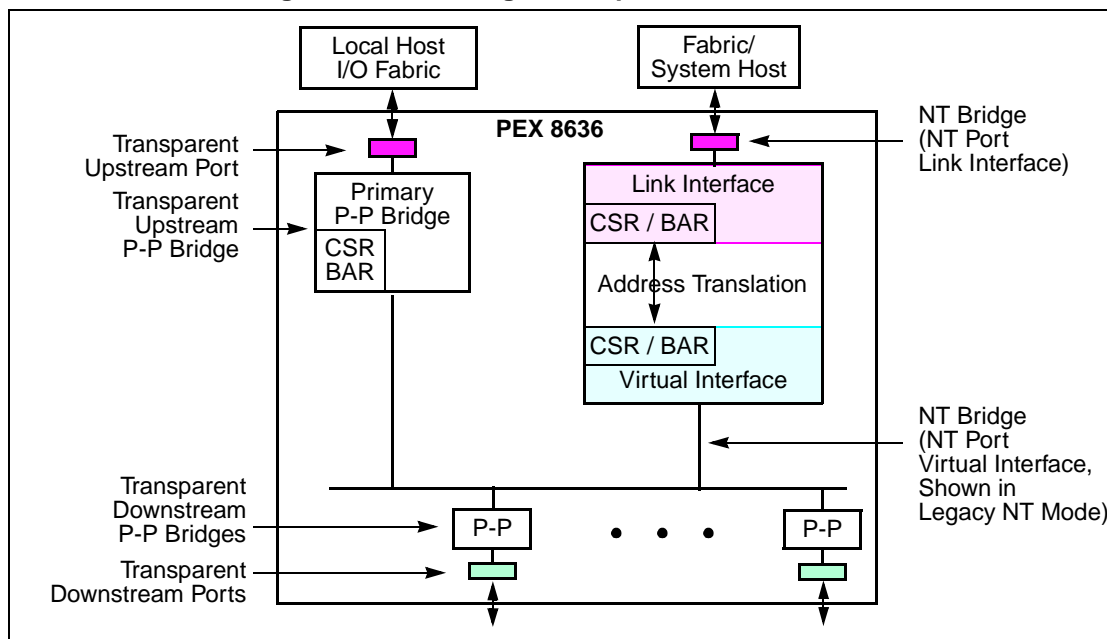 Local Host
I/O Fabric
Fabric/
System Host
PEX 8636
NT Bridge
(NT Port
Link Interface)
Transparent
Upstream Port
Transparent
Upstream
P-P Bridge
Primary
P-P Bridge
CSR
BAR
Link Interface
CSR / BAR
Address Translation
CSR / BAR
Virtual Interface
NT Bridge
(NT Port
Virtual Interface,
Shown in
Legacy NT Mode)
Transparent
Downstream
P-P Bridges
P-P
P-P
Transparent
Downstream Ports